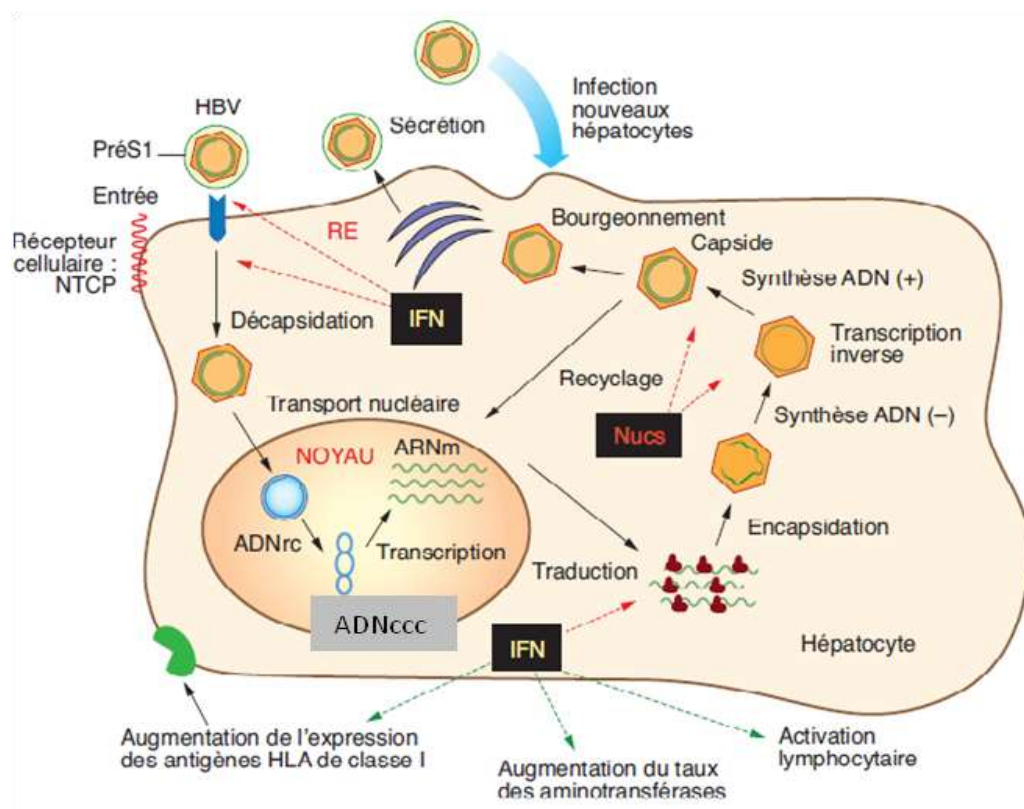 HBV
PréS1
Entrée
Récepteur
cellulaire :
NTCP
Sécrétion
Infection
nouveaux
hépatocytes
RE
IFN
Décapsidation
Bourgeonnement
Capside
Synthèse ADN (+)
Transcription
inverse
Recyclage
Nucs
Synthèse ADN (–)
Transport nucléaire
NOYAU
ARNm
ADNrc
Transcription
ADNccc
Encapsidation
Traduction
IFN
Hépatocyte
Augmentation de l'expression
des antigènes HLA de classe I
Augmentation du taux
des aminotransférases
Activation
lymphocytaire